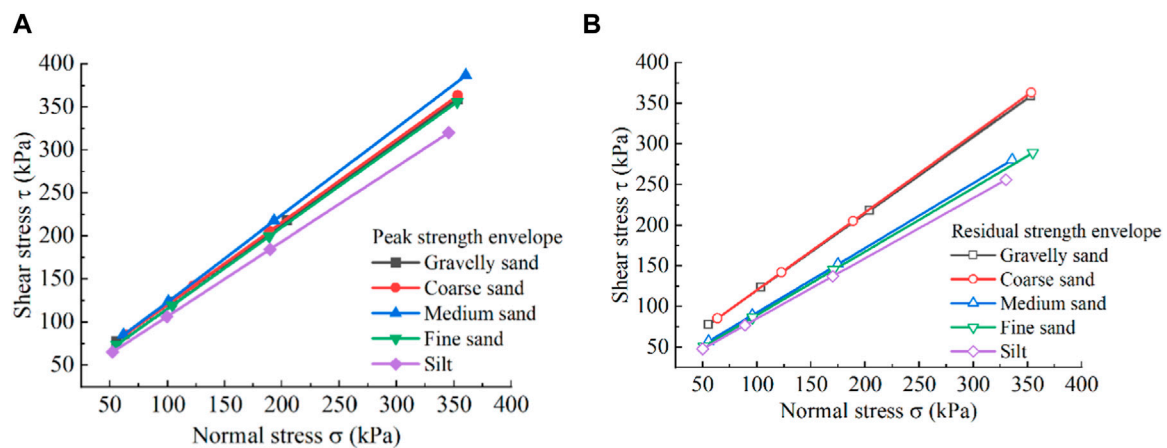 A
400
350
300
250
200
150
100
50
Shear stress τ (kPa)
Peak strength envelope
Gravelly sand
Coarse sand
Medium sand
Fine sand
Silt
50 100 150 200 250 300 350 400
Normal stress σ (kPa)
B
400
350
300
250
200
150
100
50
Shear stress τ (kPa)
Residual strength envelope
Gravelly sand
Coarse sand
Medium sand
Fine sand
Silt
50 100 150 200 250 300 350 400
Normal stress σ (kPa)